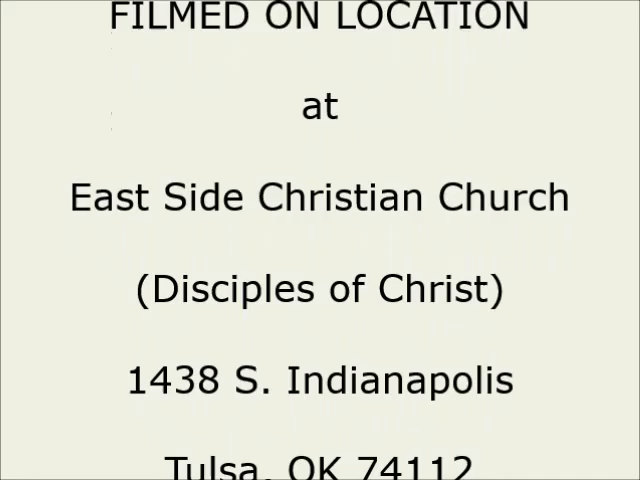 FILMED ON LOCATION
at
East Side Christian Church
(Disciples of Christ)
1438 S. Indianapolis
Tulsa, OK 74112